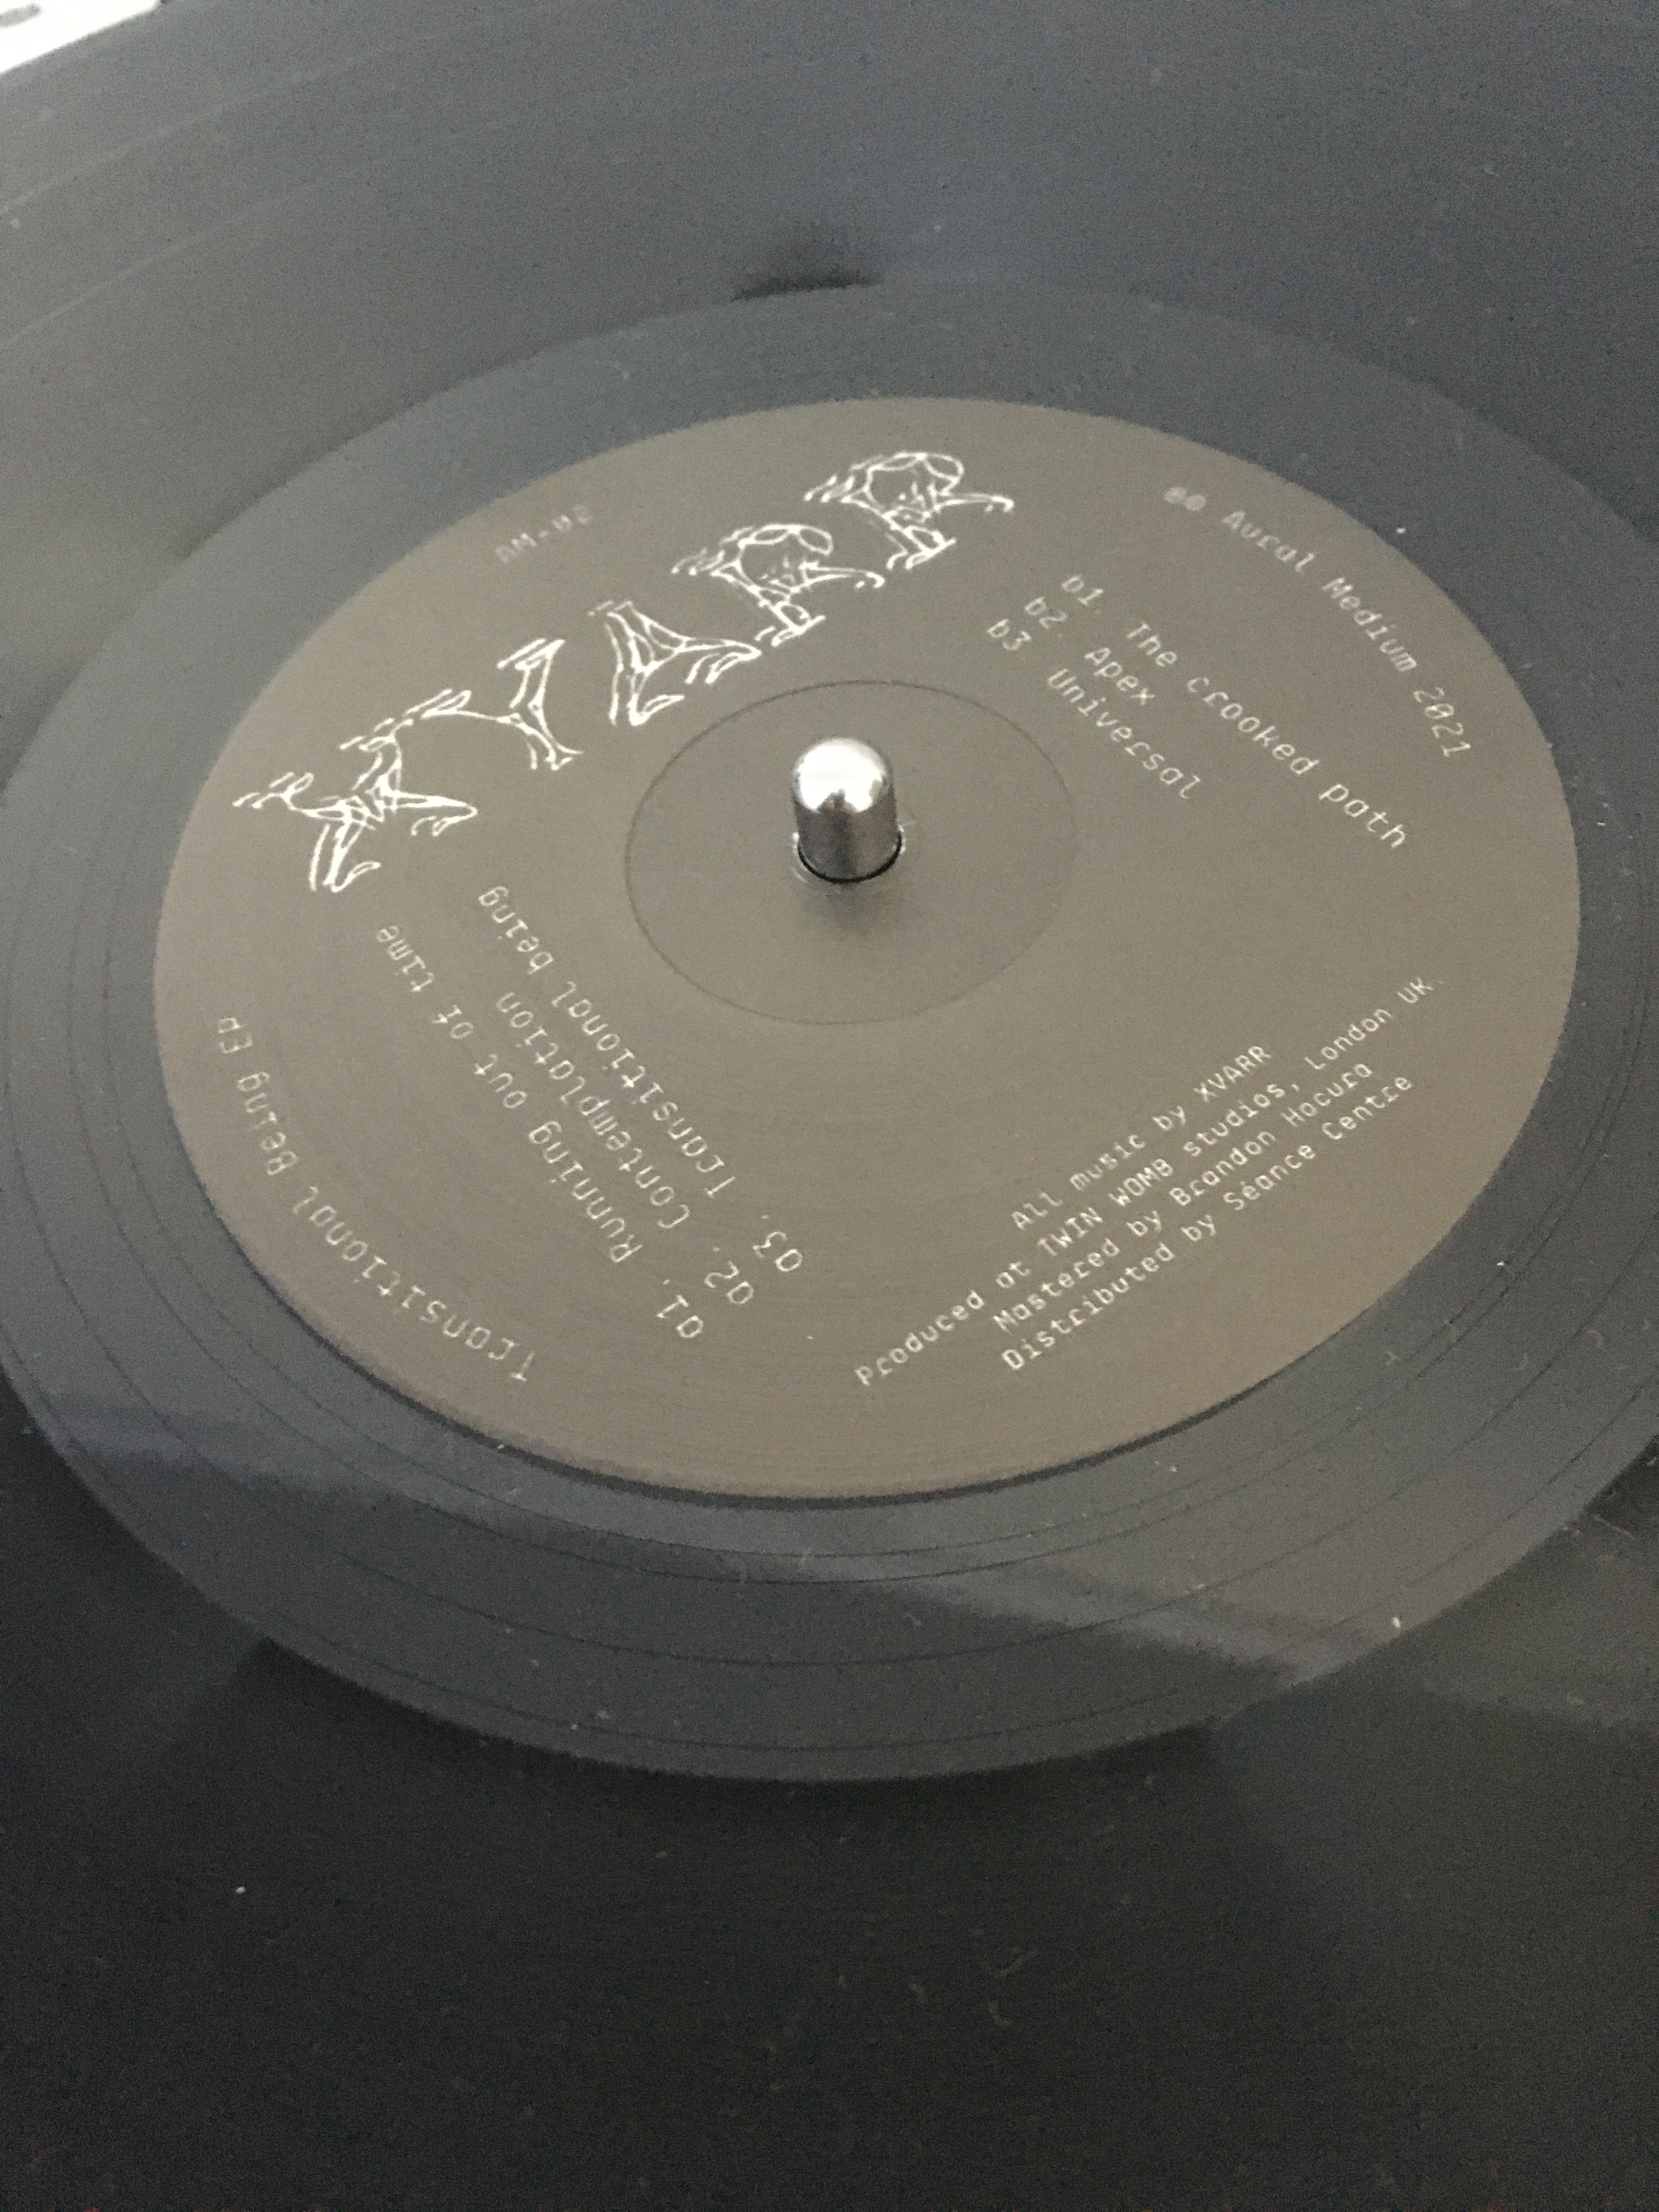 AM-02
XVARR
℗© Aural Medium 2021
b1. The crooked path
b2. Apex
b3. Universal
All music by XVARR
Produced at TWIN WOMB studios, London UK.
Mastered by Brandon Hocura
Distributed by Séance Centre
a1. Running out of time
a2. Contemplation
a3. Transitional being
Transitional Being Ep